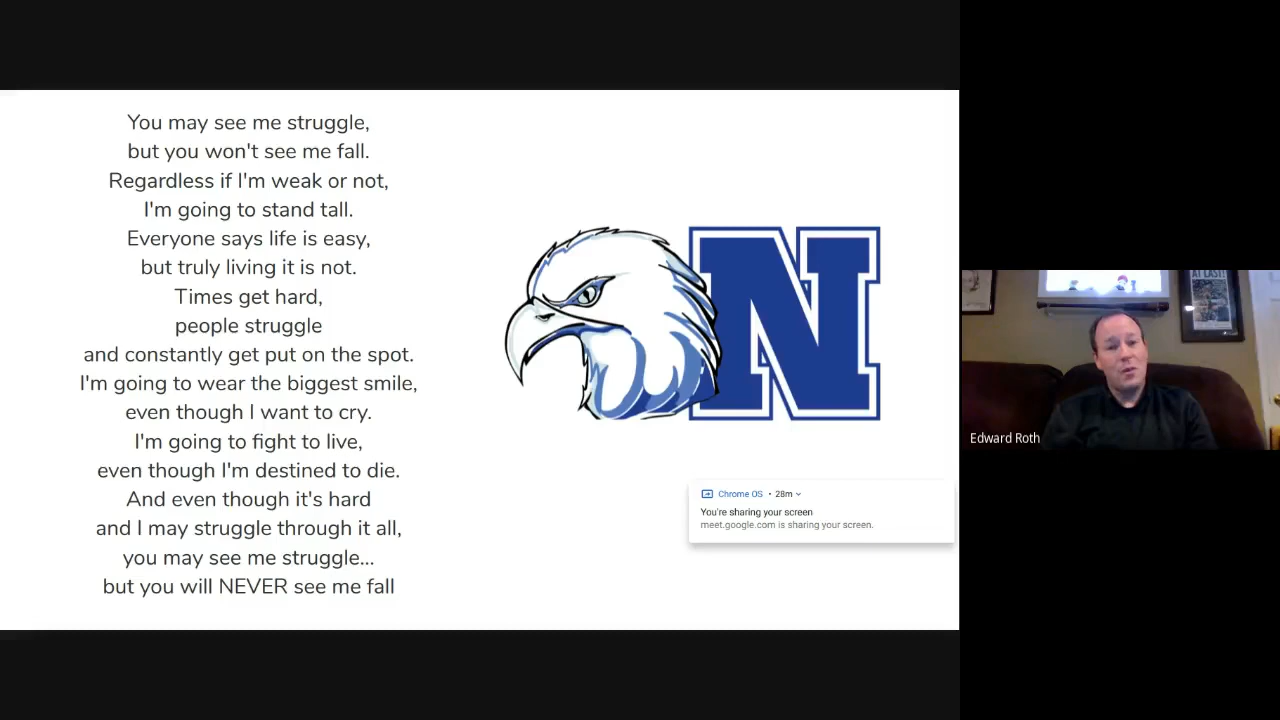 You may see me struggle,
but you won't see me fall.
Regardless if I'm weak or not,
I'm going to stand tall.
Everyone says life is easy,
but truly living it is not.
Times get hard,
people struggle
and constantly get put on the spot.
I'm going to wear the biggest smile,
even though I want to cry.
I'm going to fight to live,
even though I'm destined to die.
And even though it's hard
and I may struggle through it all,
you may see me struggle...
but you will NEVER see me fall
N
Chrome OS • 28m
You're sharing your screen
meet.google.com is sharing your screen.
AT LAST!
Edward Roth